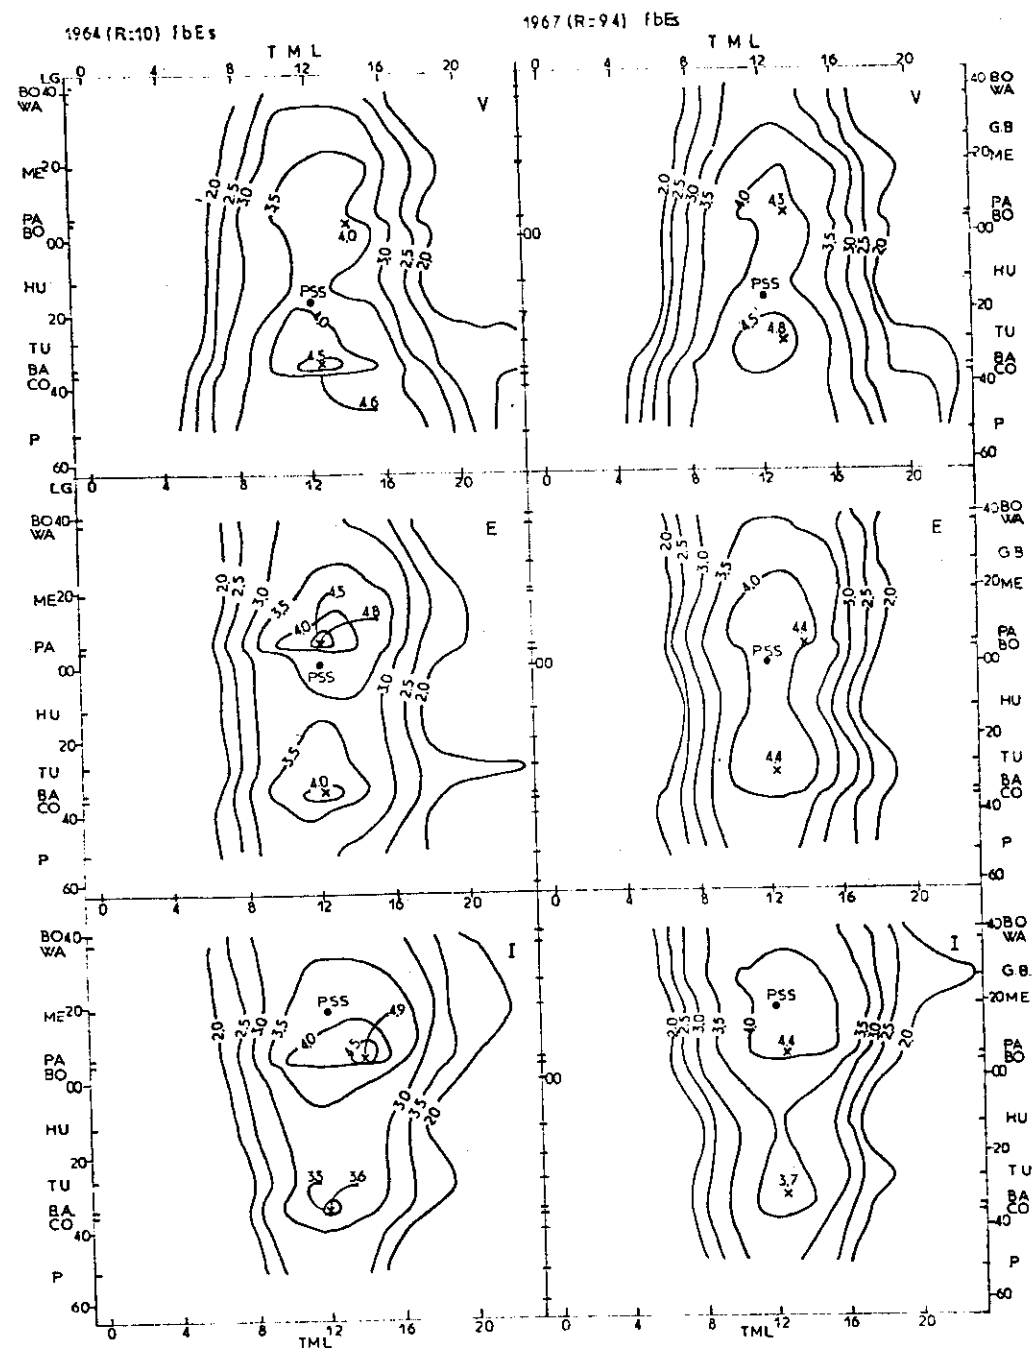 1964 (R:10) fbEs
1967 (R=94) fbEs
T M L
T M L
LG. 0 4 8 12 16 20
0 4 8 12 16 20
BO 40
WA
ME 20
PA
BO
00
HU
20
TU
BA
CO
40
P
60
V
2.0 2.5 3.0 3.5
4.0
3.0 2.5 2.0
PSS
4.0
4.5
4.6
00
V
2.0 2.5 3.0 3.5
4.0
4.3
3.5 3.0 2.5 2.0
PSS
4.5
4.8
40 BO
WA
G.B
20 ME
PA
BO
00
HU
20
TU
BA
CO
40
P
60
LG. 0 4 8 12 16 20
0 4 8 12 16 20
BO 40
WA
ME 20
PA
00
HU
20
TU
BA
CO
40
P
60
E
2.0 2.5 3.0 3.5
4.0
4.5
4.8
PSS
3.0 2.5 2.0
3.5
4.0
00
E
2.0 2.5 3.0 3.5
4.0
4.4
PSS
3.0 2.5 2.0
4.4
40 BO
WA
G B
ME
20
PA
BO
00
HU
20
TU
BA
CO
40
P
60
0 4 8 12 16 20
0 4 8 12 16 20
BO 40
WA
ME 20
PA
BO
00
HU
20
TU
BA
CO
40
P
60
I
2.0 2.5 3.0 3.5
PSS
4.0
4.5
4.9
3.0 3.5 2.0
3.5
3.6
00
I
2.0 2.5 3.0 3.5
PSS
4.0
4.4
3.5 3.0 2.5 2.0
3.7
40 BO
WA
G.B.
ME
20
PA
BO
00
HU
20
TU
BA
CO
40
P
60
0 4 8 12 16 20
0 4 8 12 16 20
TML
TML